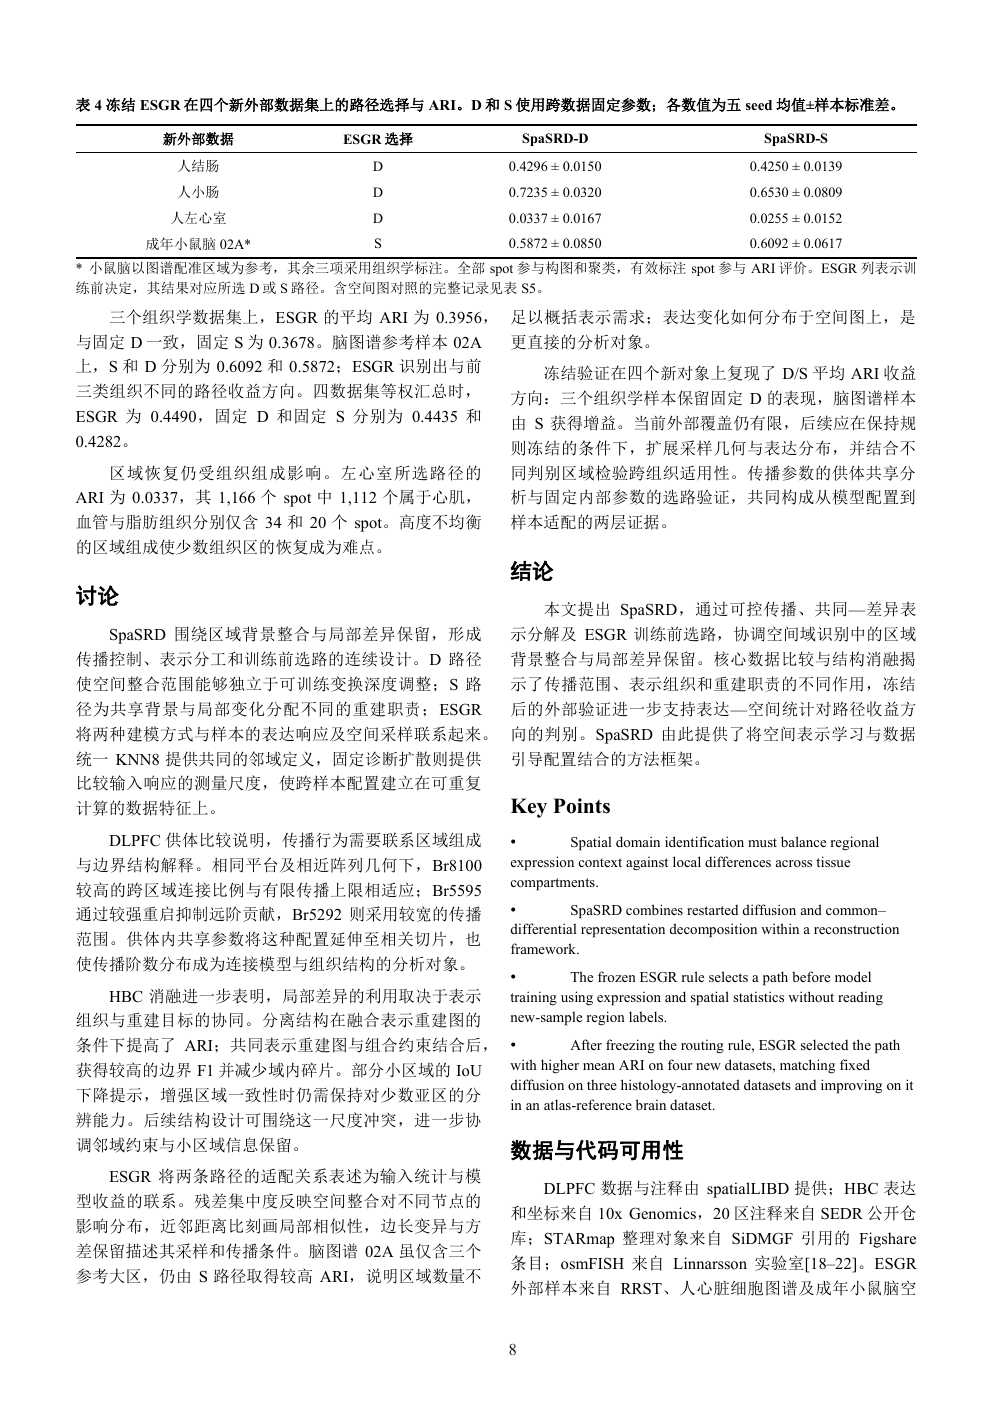 表 4 冻结 ESGR 在四个新外部数据集上的路径选择与 ARI。D 和 S 使用跨数据固定参数；各数值为五 seed 均值±样本标准差。
新外部数据 ESGR 选择 SpaSRD-D SpaSRD-S
人结肠 D 0.4296 ± 0.0150 0.4250 ± 0.0139
人小肠 D 0.7235 ± 0.0320 0.6530 ± 0.0809
人左心室 D 0.0337 ± 0.0167 0.0255 ± 0.0152
成年小鼠脑 02A* S 0.5872 ± 0.0850 0.6092 ± 0.0617
* 小鼠脑以图谱配准区域为参考，其余三项采用组织学标注。全部 spot 参与构图和聚类，有效标注 spot 参与 ARI 评价。ESGR 列表示训
练前决定，其结果对应所选 D 或 S 路径。含空间图对照的完整记录见表 S5。
三个组织学数据集上，ESGR 的平均 ARI 为 0.3956，
与固定 D 一致，固定 S 为 0.3678。脑图谱参考样本 02A
上，S 和 D 分别为 0.6092 和 0.5872；ESGR 识别出与前
三类组织不同的路径收益方向。四数据集等权汇总时，
ESGR 为 0.4490，固定 D 和固定 S 分别为 0.4435 和
0.4282。
区域恢复仍受组织组成影响。左心室所选路径的
ARI 为 0.0337，其 1,166 个 spot 中 1,112 个属于心肌，
血管与脂肪组织分别仅含 34 和 20 个 spot。高度不均衡
的区域组成使少数组织区的恢复成为难点。
讨论
SpaSRD 围绕区域背景整合与局部差异保留，形成
传播控制、表示分工和训练前选路的连续设计。D 路径
使空间整合范围能够独立于可训练变换深度调整；S 路
径为共享背景与局部变化分配不同的重建职责；ESGR
将两种建模方式与样本的表达响应及空间采样联系起来。
统一 KNN8 提供共同的邻域定义，固定诊断扩散则提供
比较输入响应的测量尺度，使跨样本配置建立在可重复
计算的数据特征上。
DLPFC 供体比较说明，传播行为需要联系区域组成
与边界结构解释。相同平台及相近阵列几何下，Br8100
较高的跨区域连接比例与有限传播上限相适应；Br5595
通过较强重启抑制远阶贡献，Br5292 则采用较宽的传播
范围。供体内共享参数将这种配置延伸至相关切片，也
使传播阶数分布成为连接模型与组织结构的分析对象。
HBC 消融进一步表明，局部差异的利用取决于表示
组织与重建目标的协同。分离结构在融合表示重建图的
条件下提高了 ARI；共同表示重建图与组合约束结合后，
获得较高的边界 F1 并减少域内碎片。部分小区域的 IoU
下降提示，增强区域一致性时仍需保持对少数亚区的分
辨能力。后续结构设计可围绕这一尺度冲突，进一步协
调邻域约束与小区域信息保留。
ESGR 将两条路径的适配关系表述为输入统计与模
型收益的联系。残差集中度反映空间整合对不同节点的
影响分布，近邻距离比刻画局部相似性，边长变异与方
差保留描述其采样和传播条件。脑图谱 02A 虽仅含三个
参考大区，仍由 S 路径取得较高 ARI，说明区域数量不
足以概括表示需求；表达变化如何分布于空间图上，是
更直接的分析对象。
冻结验证在四个新对象上复现了 D/S 平均 ARI 收益
方向：三个组织学样本保留固定 D 的表现，脑图谱样本
由 S 获得增益。当前外部覆盖仍有限，后续应在保持规
则冻结的条件下，扩展采样几何与表达分布，并结合不
同判别区域检验跨组织适用性。传播参数的供体共享分
析与固定内部参数的选路验证，共同构成从模型配置到
样本适配的两层证据。
结论
本文提出 SpaSRD，通过可控传播、共同—差异表
示分解及 ESGR 训练前选路，协调空间域识别中的区域
背景整合与局部差异保留。核心数据比较与结构消融揭
示了传播范围、表示组织和重建职责的不同作用，冻结
后的外部验证进一步支持表达—空间统计对路径收益方
向的判别。SpaSRD 由此提供了将空间表示学习与数据
引导配置结合的方法框架。
Key Points
• Spatial domain identification must balance regional
expression context against local differences across tissue
compartments.
• SpaSRD combines restarted diffusion and common–
differential representation decomposition within a reconstruction
framework.
• The frozen ESGR rule selects a path before model
training using expression and spatial statistics without reading
new-sample region labels.
• After freezing the routing rule, ESGR selected the path
with higher mean ARI on four new datasets, matching fixed
diffusion on three histology-annotated datasets and improving on it
in an atlas-reference brain dataset.
数据与代码可用性
DLPFC 数据与注释由 spatialLIBD 提供；HBC 表达
和坐标来自 10x Genomics，20 区注释来自 SEDR 公开仓
库；STARmap 整理对象来自 SiDMGF 引用的 Figshare
条目；osmFISH 来自 Linnarsson 实验室[18–22]。ESGR
外部样本来自 RRST、人心脏细胞图谱及成年小鼠脑空
8